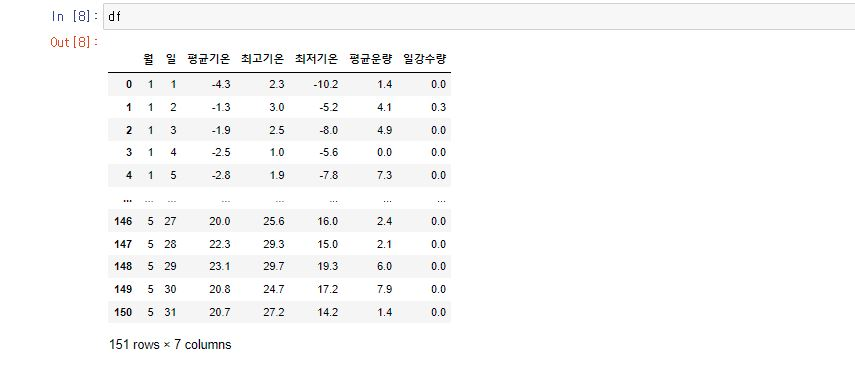 In [8]: df
Out[8]:
월 일 평균기온 최고기온 최저기온 평균운량 일강수량
0 1 1 -4.3 2.3 -10.2 1.4 0.0
1 1 2 -1.3 3.0 -5.2 4.1 0.3
2 1 3 -1.9 2.5 -8.0 4.9 0.0
3 1 4 -2.5 1.0 -5.6 0.0 0.0
4 1 5 -2.8 1.9 -7.8 7.3 0.0
... ... ... ... ... ... ... ...
146 5 27 20.0 25.6 16.0 2.4 0.0
147 5 28 22.3 29.3 15.0 2.1 0.0
148 5 29 23.1 29.7 19.3 6.0 0.0
149 5 30 20.8 24.7 17.2 7.9 0.0
150 5 31 20.7 27.2 14.2 1.4 0.0
151 rows × 7 columns